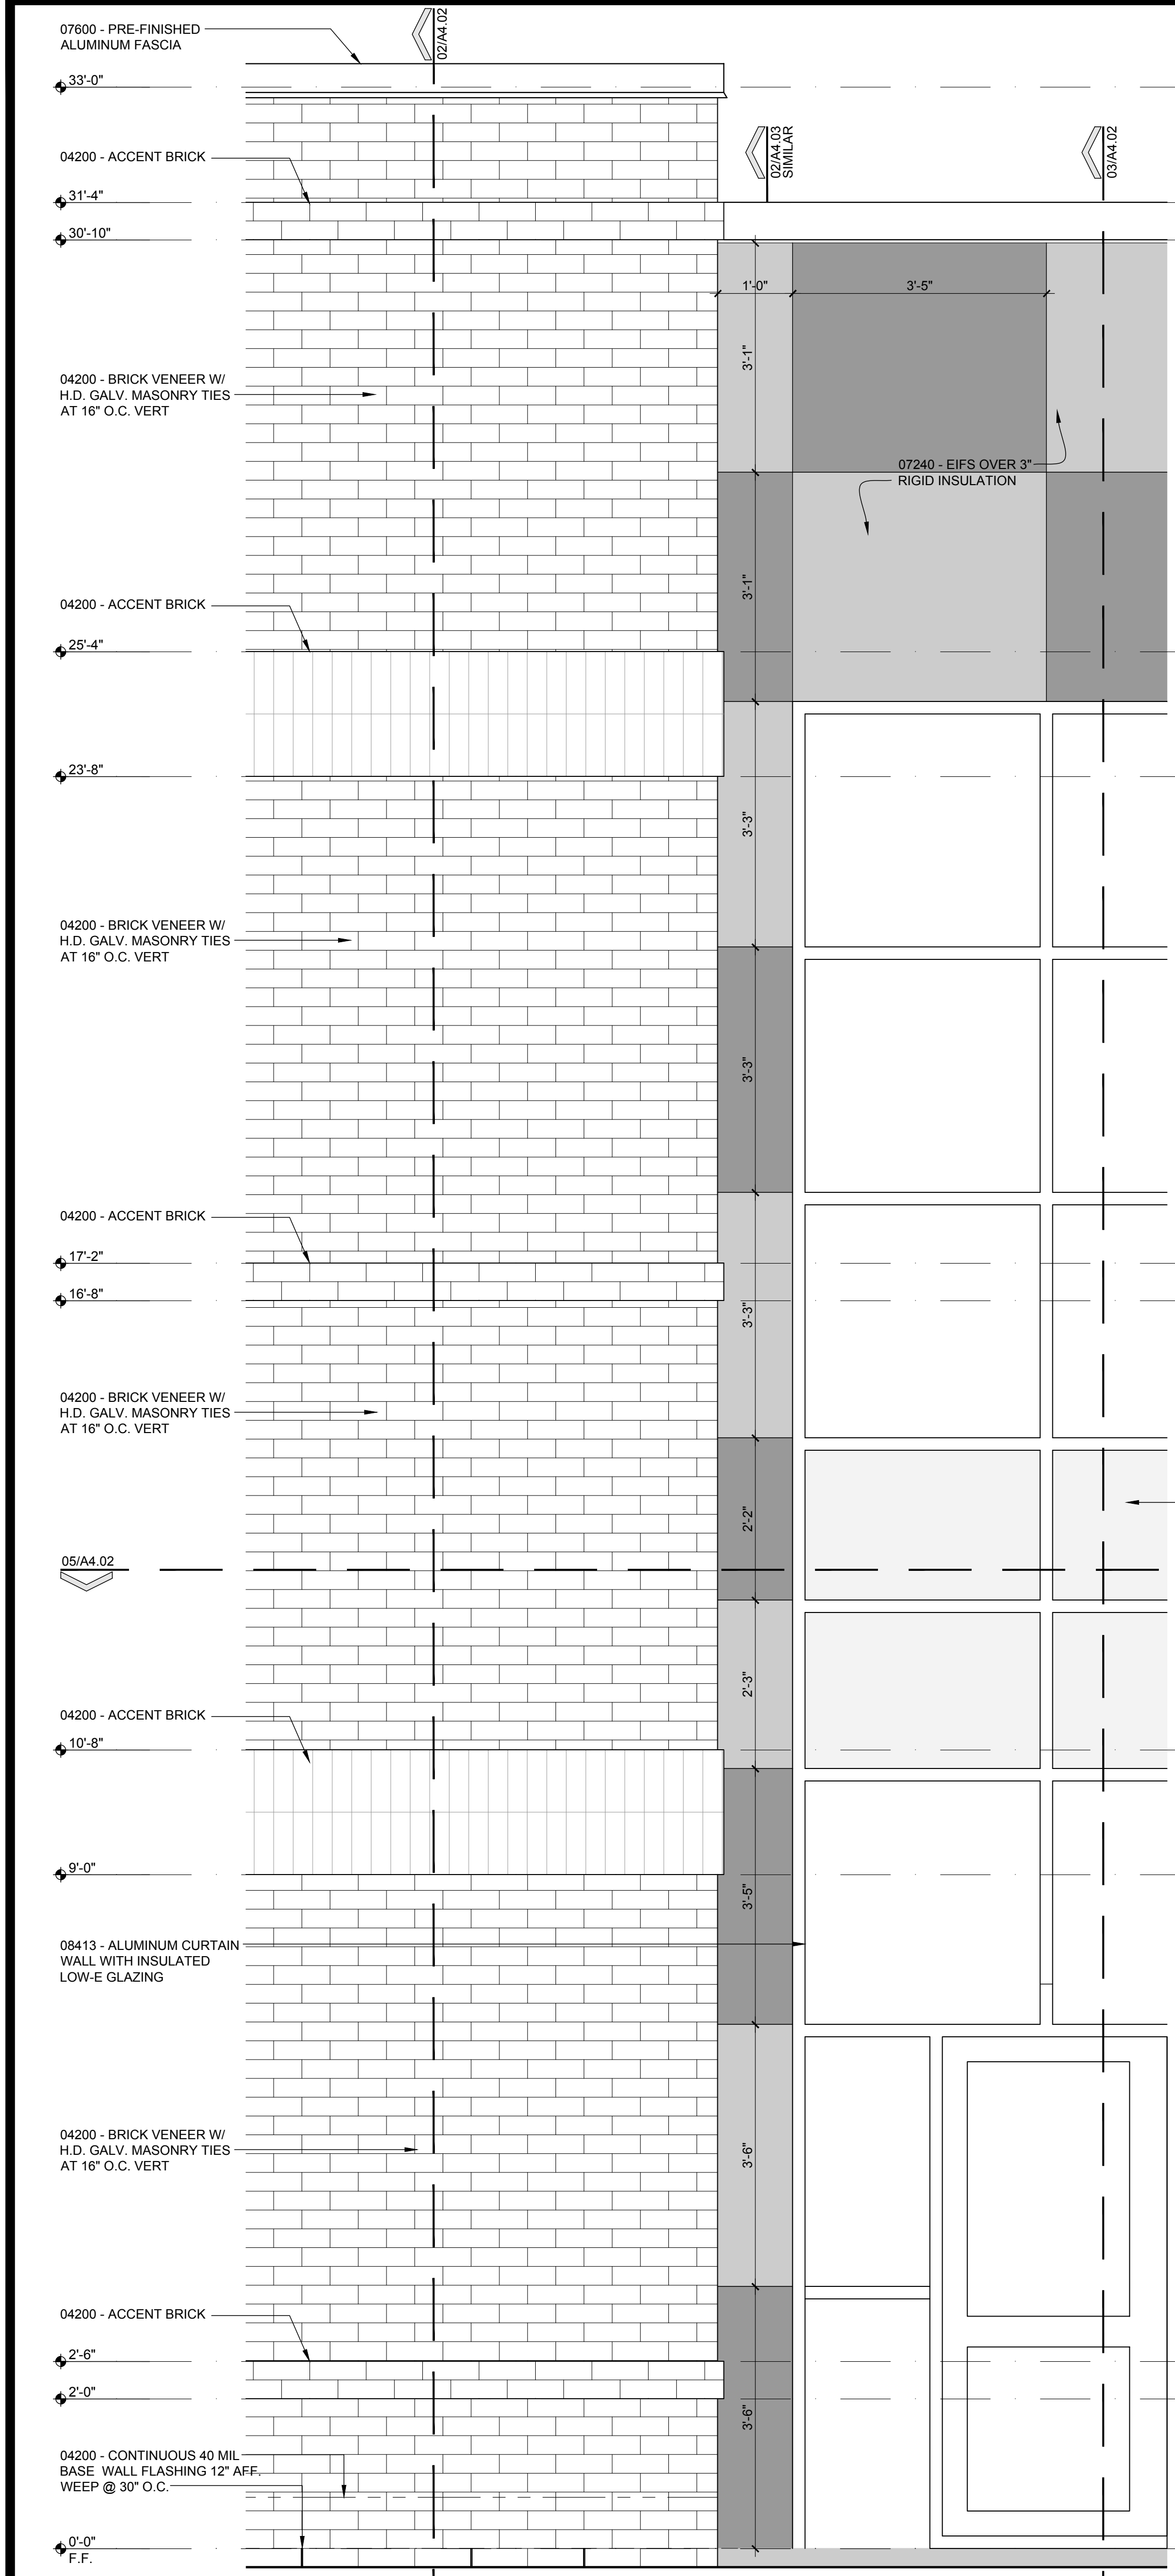 07600 - PRE-FINISHED
ALUMINUM FASCIA
02/A4.02
33'-0"
04200 - ACCENT BRICK
02/A4.03
SIMILAR
03/A4.02
31'-4"
30'-10"
1'-0"
3'-5"
3'-1"
04200 - BRICK VENEER W/
H.D. GALV. MASONRY TIES
AT 16" O.C. VERT
07240 - EIFS OVER 3"
RIGID INSULATION
3'-1"
04200 - ACCENT BRICK
25'-4"
23'-8"
3'-3"
04200 - BRICK VENEER W/
H.D. GALV. MASONRY TIES
AT 16" O.C. VERT
3'-3"
04200 - ACCENT BRICK
17'-2"
16'-8"
3'-3"
04200 - BRICK VENEER W/
H.D. GALV. MASONRY TIES
AT 16" O.C. VERT
2'-2"
05/A4.02
2'-3"
04200 - ACCENT BRICK
10'-8"
9'-0"
3'-5"
08413 - ALUMINUM CURTAIN
WALL WITH INSULATED
LOW-E GLAZING
04200 - BRICK VENEER W/
H.D. GALV. MASONRY TIES
AT 16" O.C. VERT
3'-6"
04200 - ACCENT BRICK
2'-6"
2'-0"
3'-6"
04200 - CONTINUOUS 40 MIL
BASE WALL FLASHING 12" AFF.
WEEP @ 30" O.C.
0'-0"
F.F.